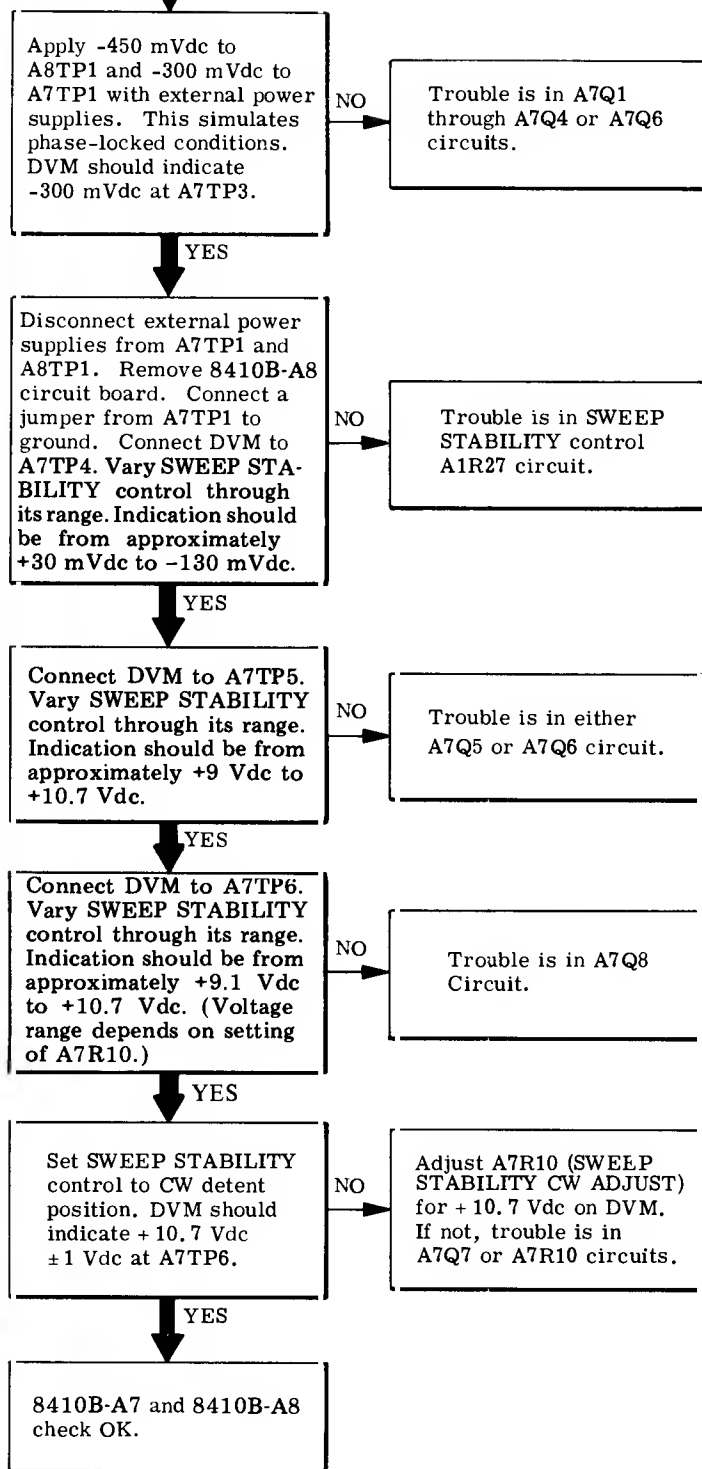 Apply -450 mVdc to
A8TP1 and -300 mVdc to
A7TP1 with external power
supplies. This simulates
phase-locked conditions.
DVM should indicate
-300 mVdc at A7TP3.
NO
Trouble is in A7Q1
through A7Q4 or A7Q6
circuits.
YES
Disconnect external power
supplies from A7TP1 and
A8TP1. Remove 8410B-A8
circuit board. Connect a
jumper from A7TP1 to
ground. Connect DVM to
A7TP4. Vary SWEEP STA-
BILITY control through
its range. Indication should
be from approximately
+30 mVdc to -130 mVdc.
NO
Trouble is in SWEEP
STABILITY control
A1R27 circuit.
YES
Connect DVM to A7TP5.
Vary SWEEP STABILITY
control through its range.
Indication should be from
approximately +9 Vdc to
+10.7 Vdc.
NO
Trouble is in either
A7Q5 or A7Q6 circuit.
YES
Connect DVM to A7TP6.
Vary SWEEP STABILITY
control through its range.
Indication should be from
approximately +9.1 Vdc
to +10.7 Vdc. (Voltage
range depends on setting
of A7R10.)
NO
Trouble is in A7Q8
Circuit.
YES
Set SWEEP STABILITY
control to CW detent
position. DVM should
indicate + 10.7 Vdc
±1 Vdc at A7TP6.
NO
Adjust A7R10 (SWEEP
STABILITY CW ADJUST)
for + 10.7 Vdc on DVM.
If not, trouble is in
A7Q7 or A7R10 circuits.
YES
8410B-A7 and 8410B-A8
check OK.